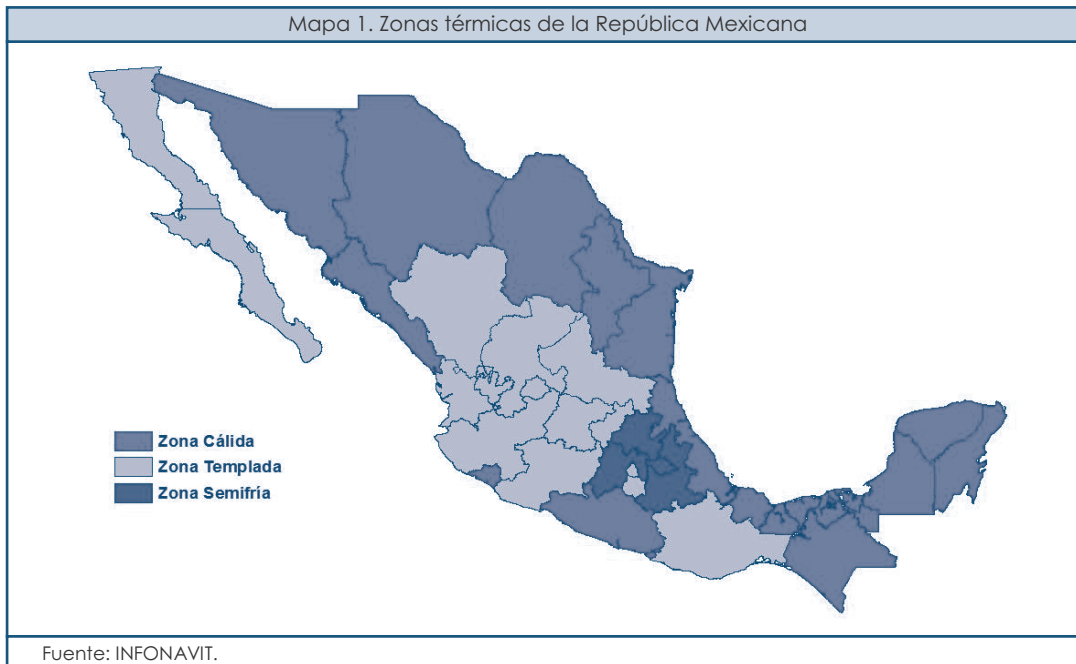 Mapa 1. Zonas térmicas de la República Mexicana
Zona Cálida
Zona Templada
Zona Semifría
Fuente: INFONAVIT.